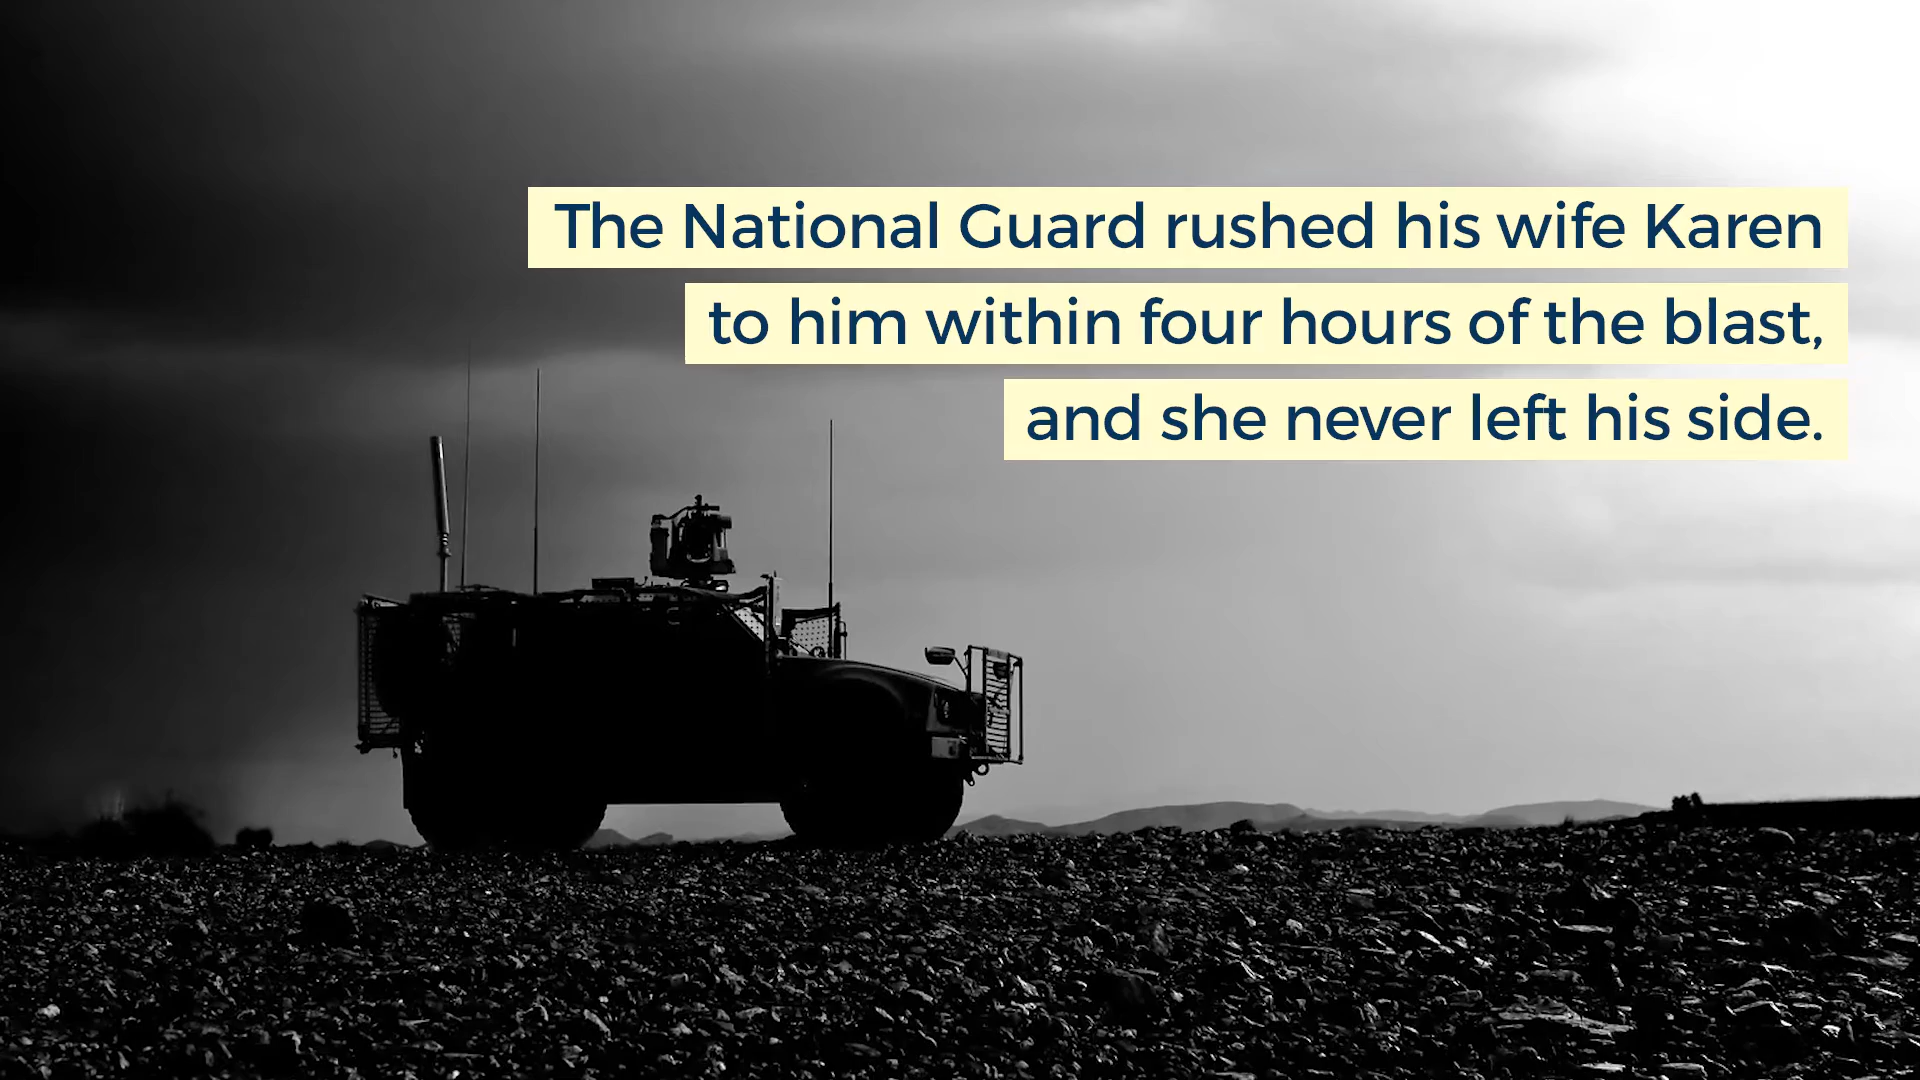 The National Guard rushed his wife Karen
to him within four hours of the blast,
and she never left his side.